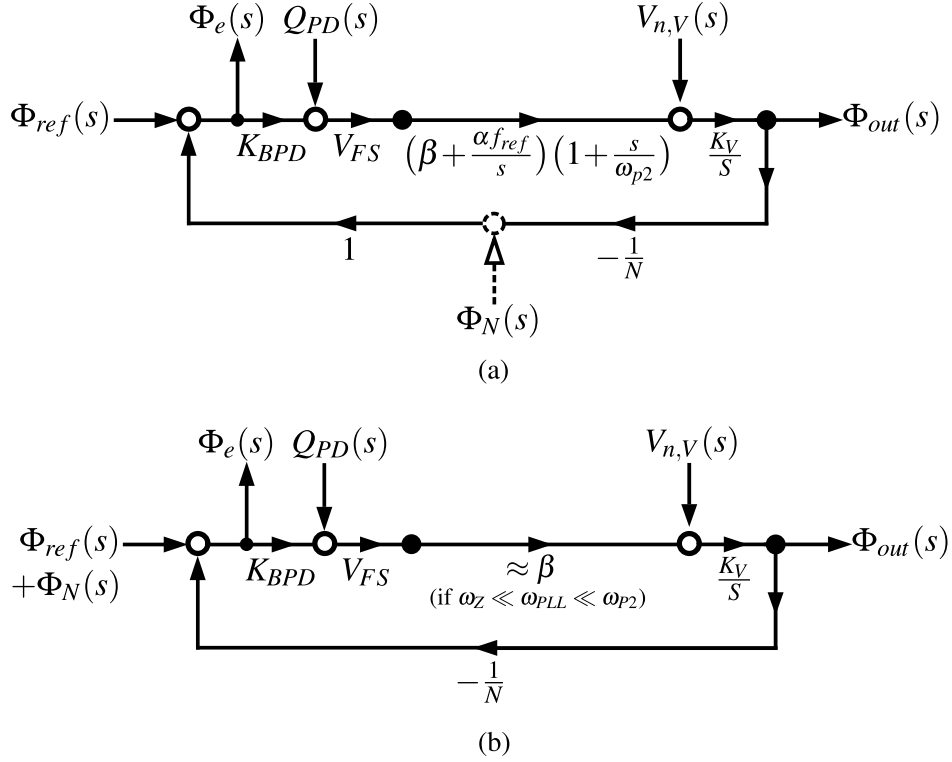 Φe(s) QPD(s) Vn,V(s)
Φref(s) KBPD VFS (β + αfref/s)(1 + s/ωp2) KV/S Φout(s)
1 −1/N
ΦN(s)
(a)
Φe(s) QPD(s) Vn,V(s)
Φref(s) Φout(s)
+ΦN(s) KBPD VFS ≈ β KV/S
(if ωZ ≪ ωPLL ≪ ωP2)
−1/N
(b)